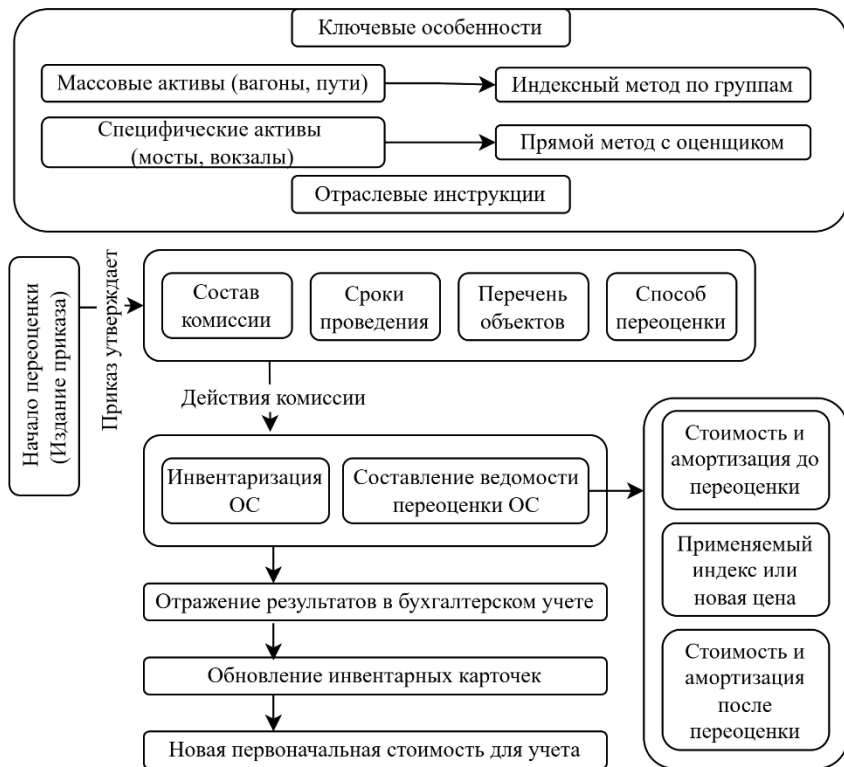 Ключевые особенности
Массовые активы (вагоны, пути)
Индексный метод по группам
Специфические активы
(мосты, вокзалы)
Прямой метод с оценщиком
Отраслевые инструкции
Начало переоценки
(Издание приказа)
Приказ утверждает
Состав
комиссии
Сроки
проведения
Перечень
объектов
Способ
переоценки
Действия комиссии
Инвентаризация
ОС
Составление ведомости
переоценки ОС
Стоимость и
амортизация до
переоценки
Применяемый
индекс или
новая цена
Стоимость и
амортизация
после
переоценки
Отражение результатов в бухгалтерском учете
Обновление инвентарных карточек
Новая первоначальная стоимость для учета